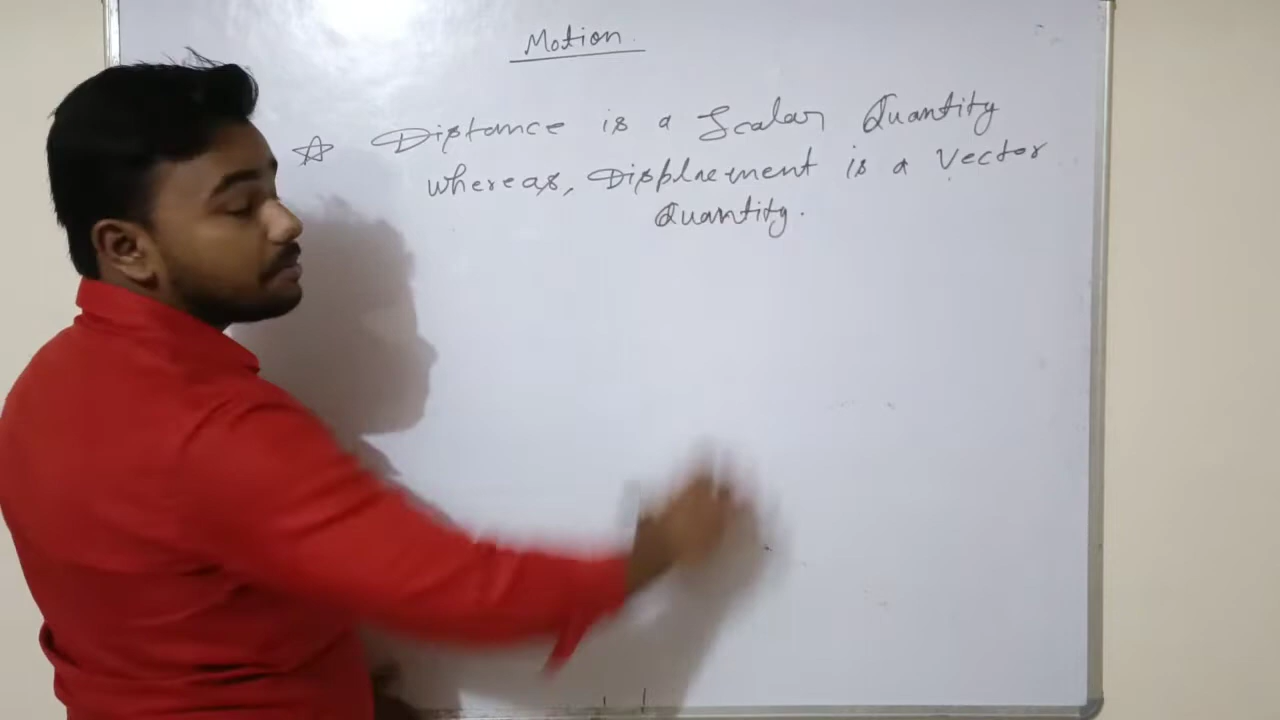 Motion.
☆ Distance is a Scalar Quantity
whereas, Displacement is a Vector
Quantity.